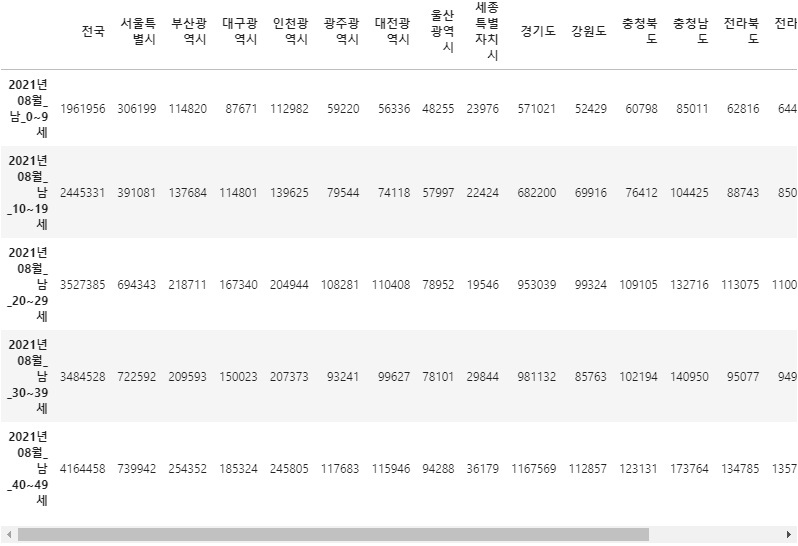 전국 서울특별시 부산광역시 대구광역시 인천광역시 광주광역시 대전광역시 울산광역시 세종특별자치시 경기도 강원도 충청북도 충청남도 전라북도 전라
2021년08월_남_0~9세 1961956 306199 114820 87671 112982 59220 56336 48255 23976 571021 52429 60798 85011 62816 644
2021년08월_남_10~19세 2445331 391081 137684 114801 139625 79544 74118 57997 22424 682200 69916 76412 104425 88743 850
2021년08월_남_20~29세 3527385 694343 218711 167340 204944 108281 110408 78952 19546 953039 99324 109105 132716 113075 1100
2021년08월_남_30~39세 3484528 722592 209593 150023 207373 93241 99627 78101 29844 981132 85763 102194 140950 95077 949
2021년08월_남_40~49세 4164458 739942 254352 185324 245805 117683 115946 94288 36179 1167569 112857 123131 173764 134785 1357